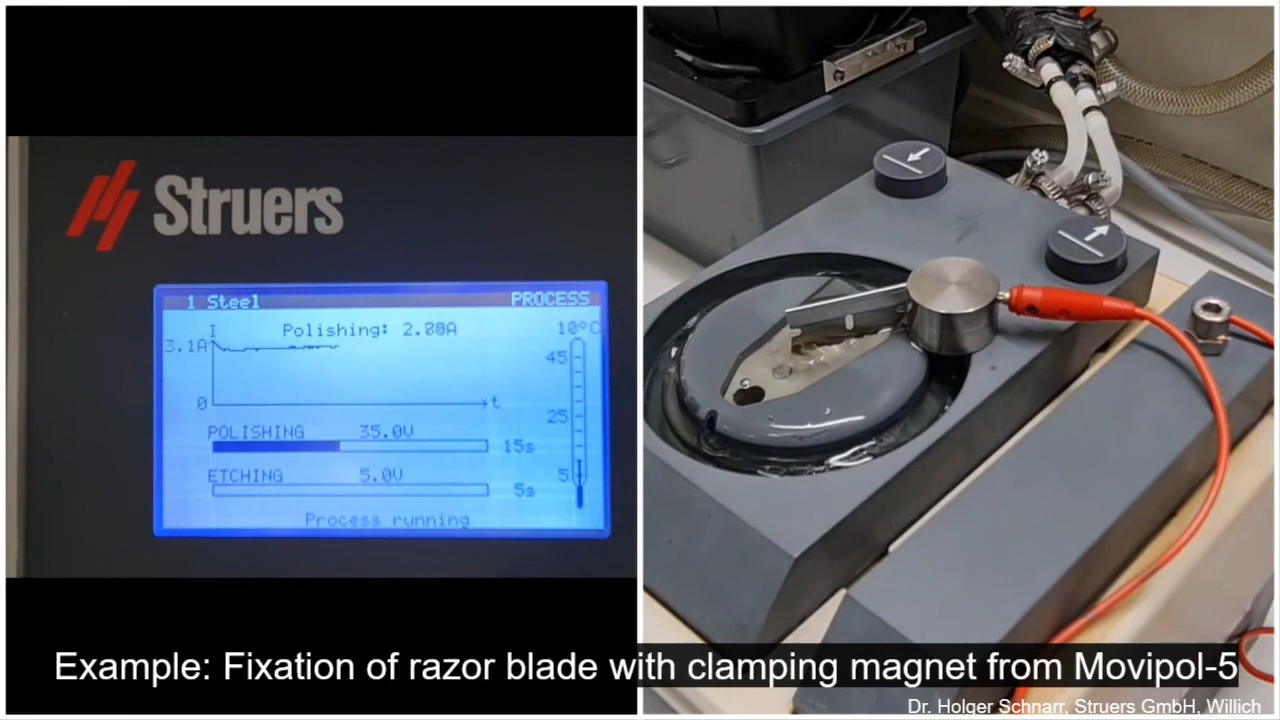 Struers
1 Steel PROCESS
I Polishing: 2.80A 10°C
3.1A
45
0 t
25
POLISHING 35.0V
15s
ETCHING 5.0V 5
5s
Process running
Example: Fixation of razor blade with clamping magnet from Movipol-5
Dr. Holger Schnarr, Struers GmbH, Willich